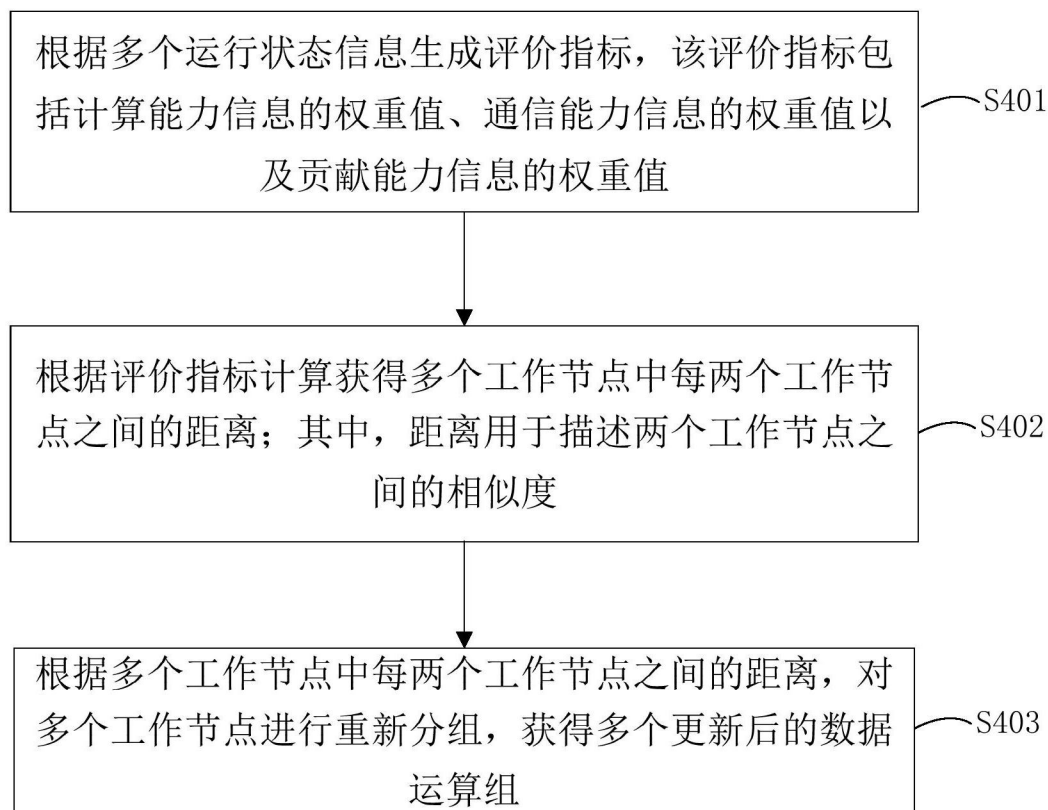 根据多个运行状态信息生成评价指标，该评价指标包
括计算能力信息的权重值、通信能力信息的权重值以
及贡献能力信息的权重值
S401
根据评价指标计算获得多个工作节点中每两个工作节
点之间的距离；其中，距离用于描述两个工作节点之
间的相似度
S402
根据多个工作节点中每两个工作节点之间的距离，对
多个工作节点进行重新分组，获得多个更新后的数据
运算组
S403